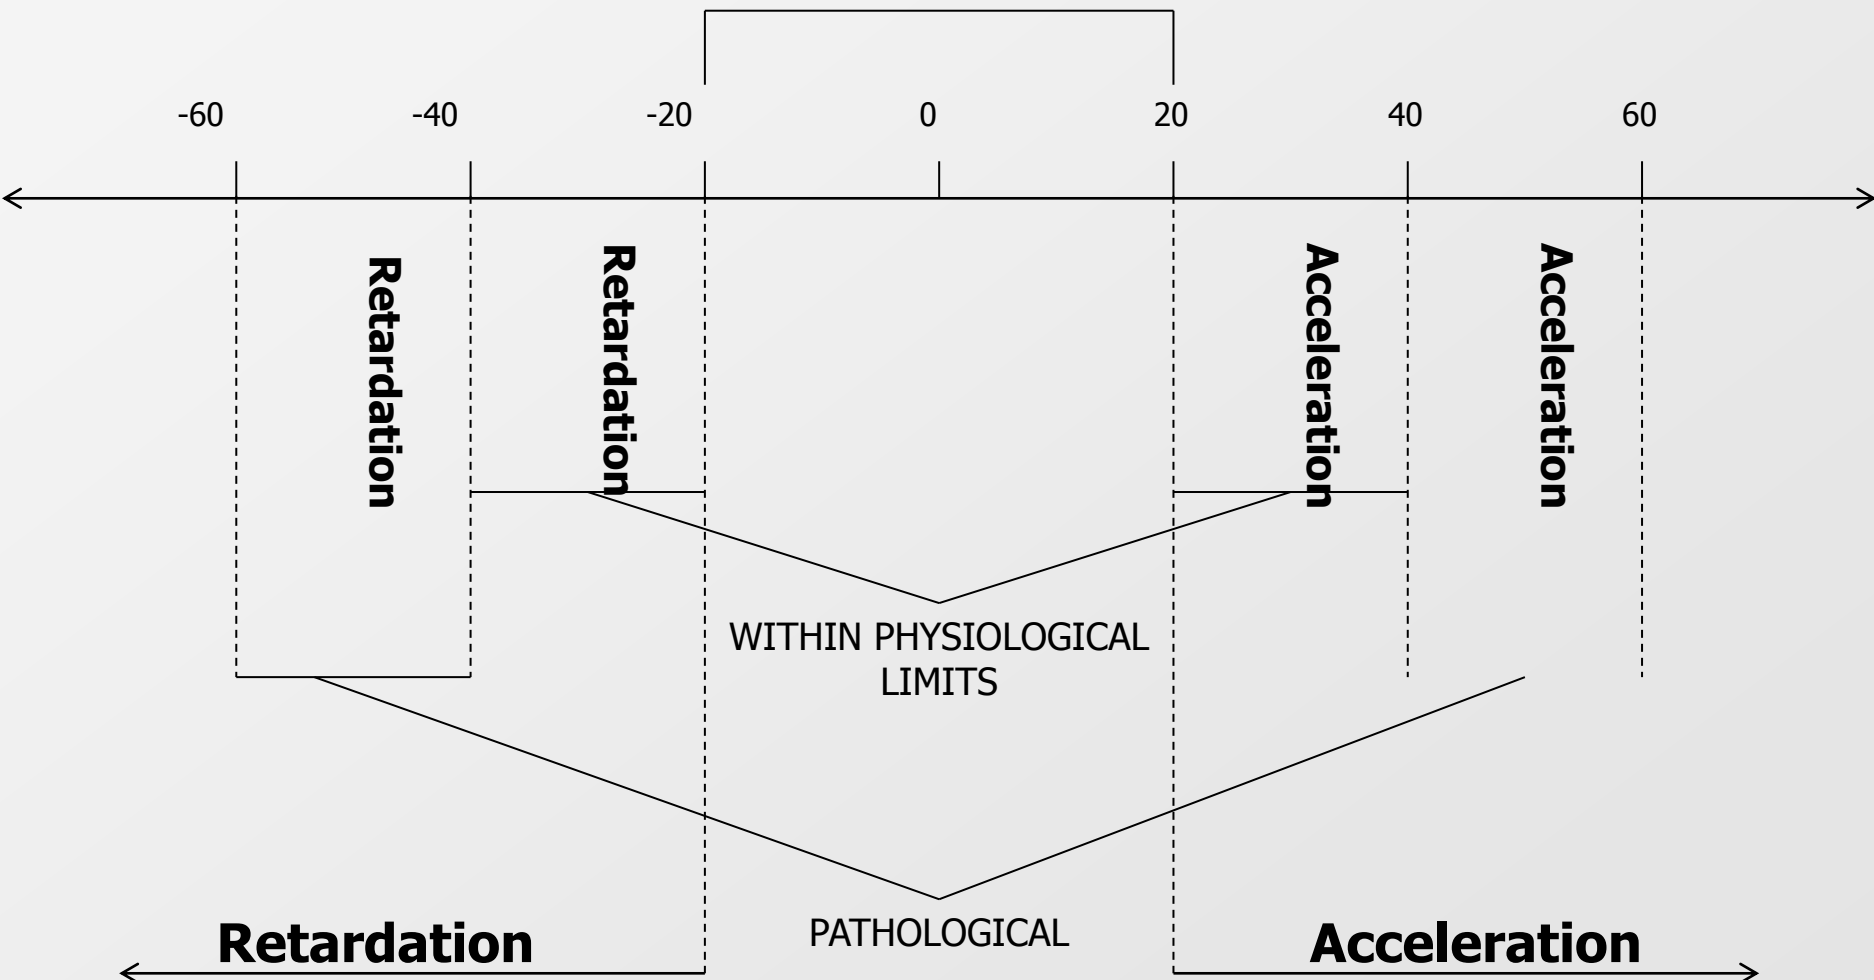 -60 -40 -20 0 20 40 60
Retardation
Retardation
Acceleration
Acceleration
WITHIN PHYSIOLOGICAL
LIMITS
PATHOLOGICAL
Retardation
Acceleration